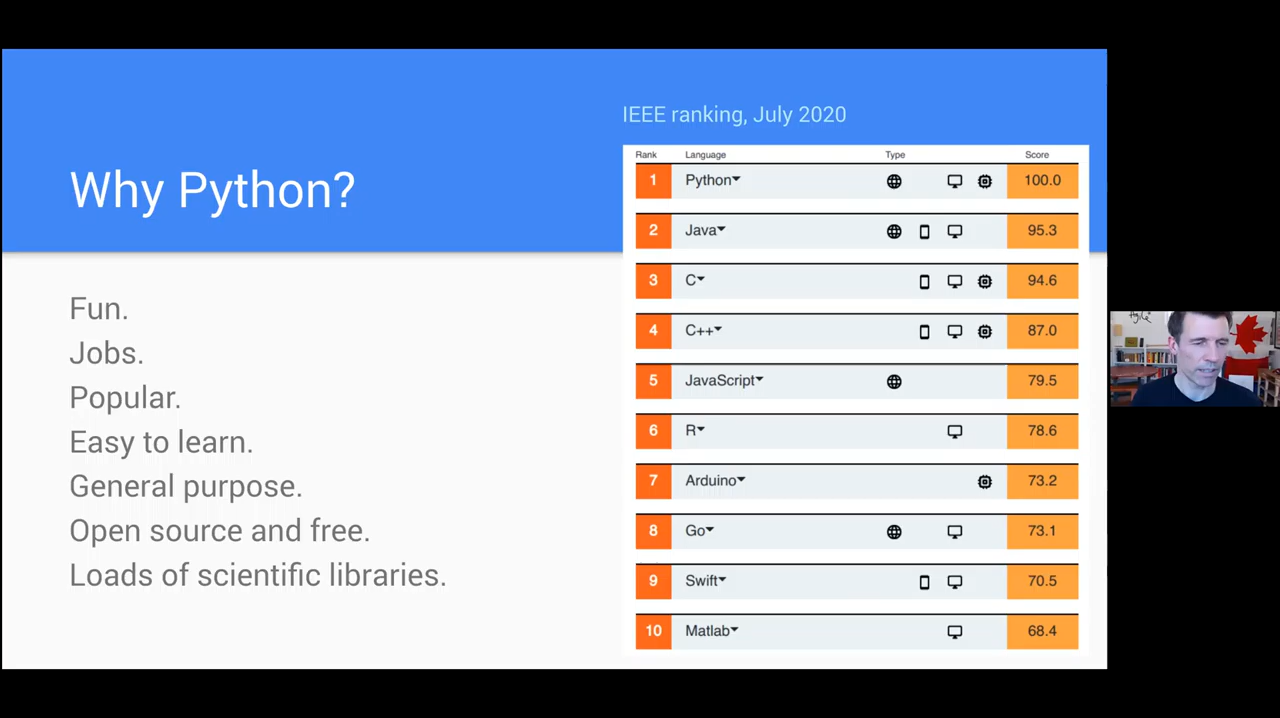 IEEE ranking, July 2020
Why Python?
Fun.
Jobs.
Popular.
Easy to learn.
General purpose.
Open source and free.
Loads of scientific libraries.
Rank Language Type Score
1 Python 100.0
2 Java 95.3
3 C 94.6
4 C++ 87.0
5 JavaScript 79.5
6 R 78.6
7 Arduino 73.2
8 Go 73.1
9 Swift 70.5
10 Matlab 68.4
agile